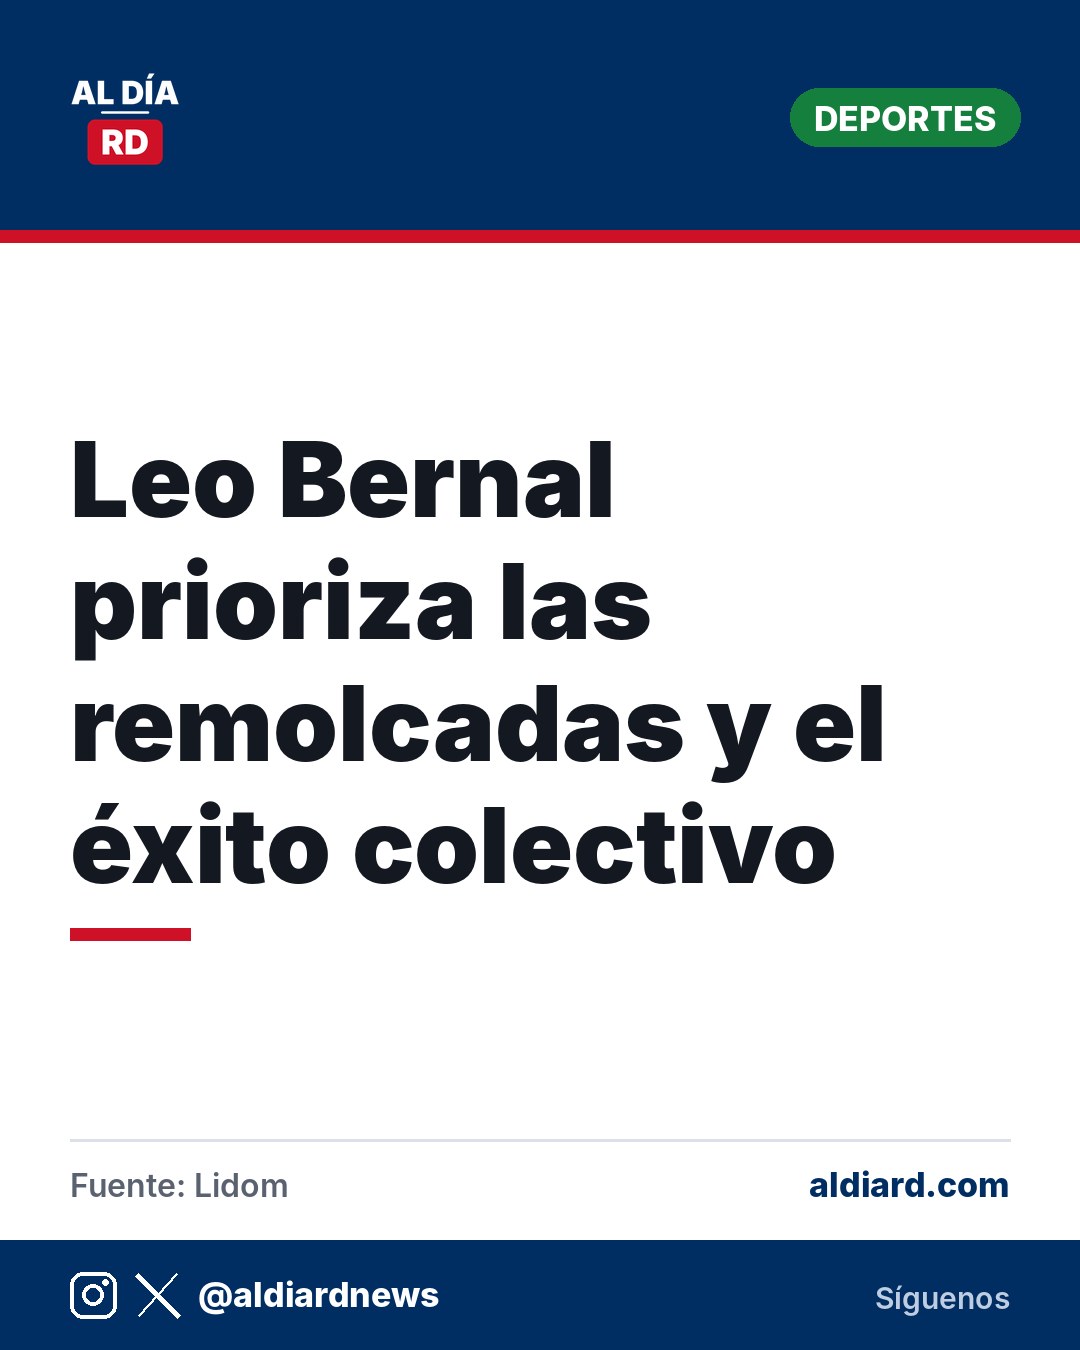 AL DÍA
RD
DEPORTES
Leo Bernal
prioriza las
remolcadas y el
éxito colectivo
Fuente: Lidom
aldiard.com
@aldiardnews
Síguenos